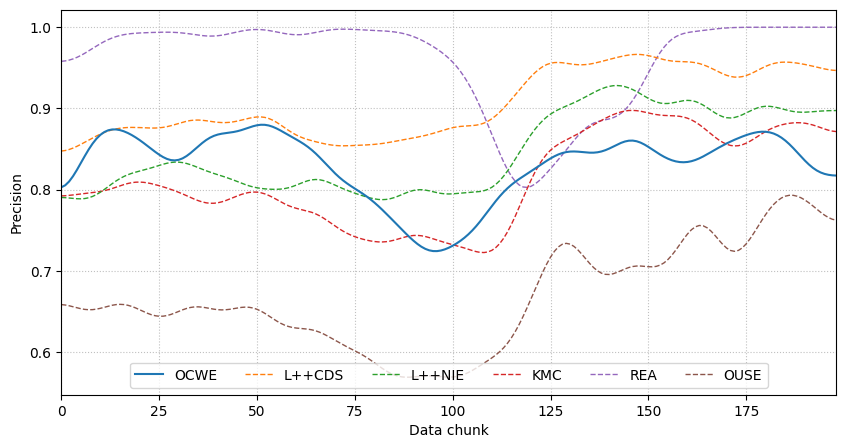 1.0
0.9
0.8
0.7
0.6
Precision
OCWE L++CDS L++NIE KMC REA OUSE
0 25 50 75 100 125 150 175
Data chunk